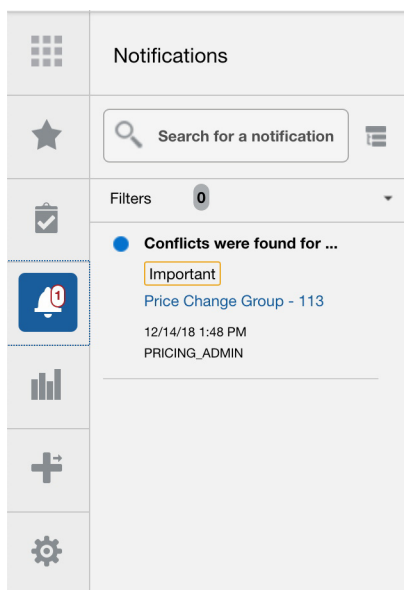 Notifications
Search for a notification
Filters 0
Conflicts were found for ...
Important
1
Price Change Group - 113
12/14/18 1:48 PM
PRICING_ADMIN